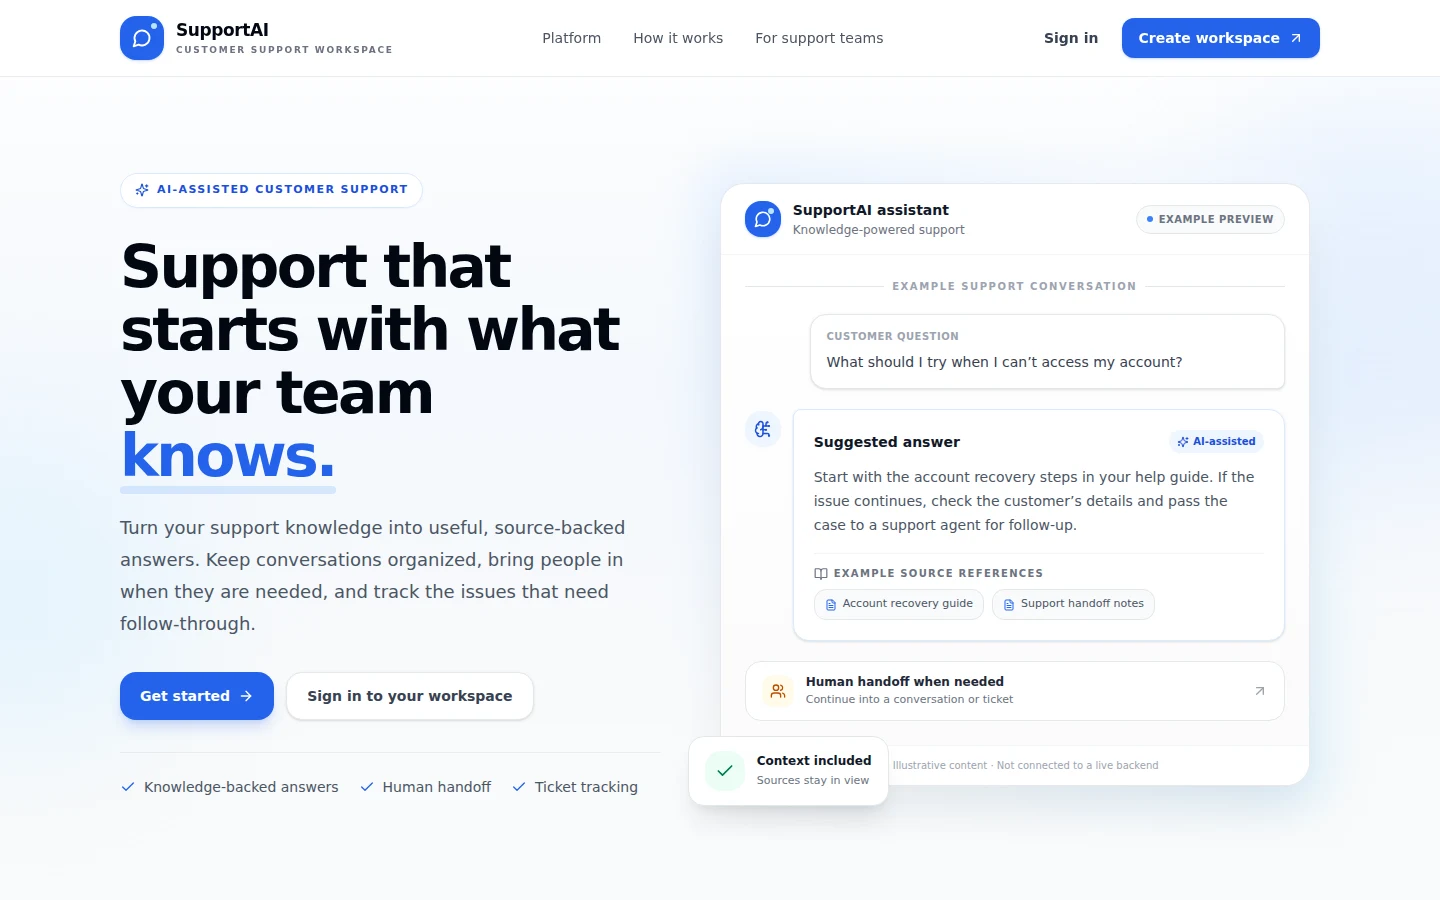 SupportAI
CUSTOMER SUPPORT WORKSPACE
Platform
How it works
For support teams
Sign in
Create workspace
AI-ASSISTED CUSTOMER SUPPORT
Support that
starts with what
your team
knows.
Turn your support knowledge into useful, source-backed
answers. Keep conversations organized, bring people in
when they are needed, and track the issues that need
follow-through.
Get started
Sign in to your workspace
Knowledge-backed answers
Human handoff
Ticket tracking
SupportAI assistant
Knowledge-powered support
EXAMPLE PREVIEW
EXAMPLE SUPPORT CONVERSATION
CUSTOMER QUESTION
What should I try when I can’t access my account?
Suggested answer
AI-assisted
Start with the account recovery steps in your help guide. If the
issue continues, check the customer’s details and pass the
case to a support agent for follow-up.
EXAMPLE SOURCE REFERENCES
Account recovery guide
Support handoff notes
Human handoff when needed
Continue into a conversation or ticket
Context included
Sources stay in view
Illustrative content · Not connected to a live backend